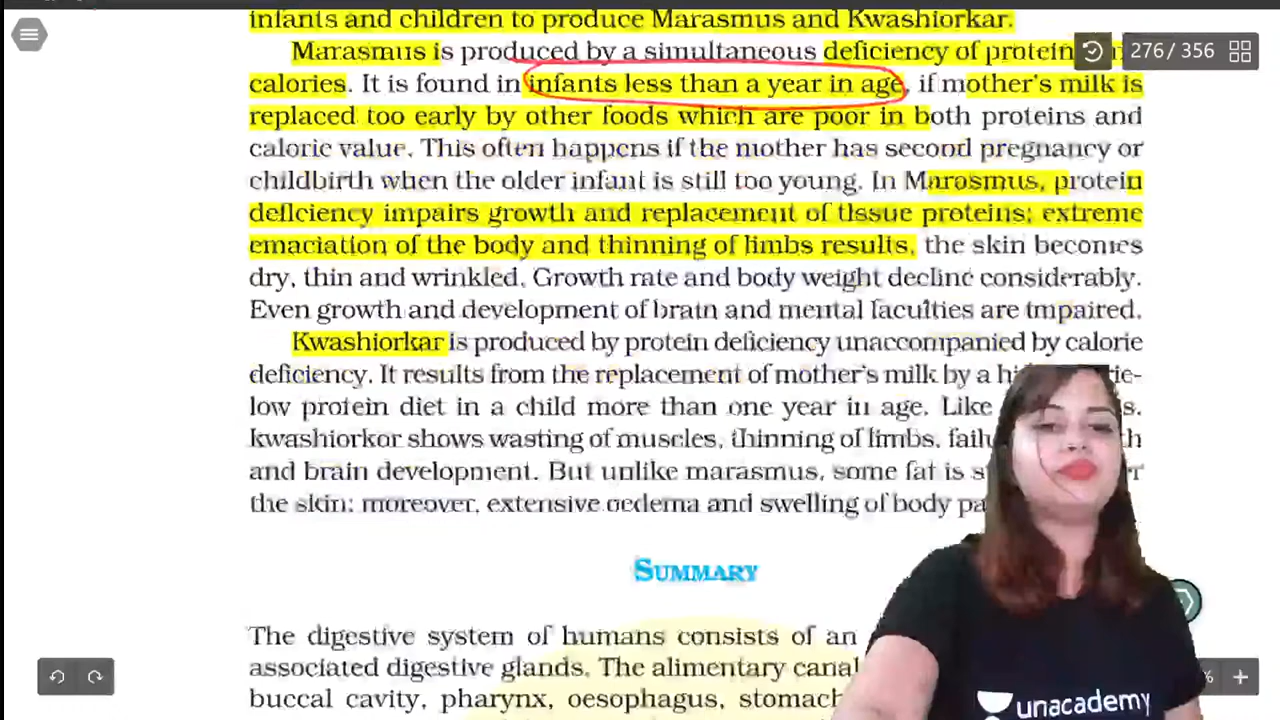 infants and children to produce Marasmus and Kwashiorkar.
Marasmus is produced by a simultaneous deficiency of protein
276 / 356
calories. It is found in infants less than a year in age, if mother's milk is
replaced too early by other foods which are poor in both proteins and
caloric value. This often happens if the mother has second pregnancy or
childbirth when the older infant is still too young. In Marasmus, protein
deficiency impairs growth and replacement of tissue proteins; extreme
emaciation of the body and thinning of limbs results, the skin becomes
dry, thin and wrinkled. Growth rate and body weight decline considerably.
Even growth and development of brain and mental faculties are impaired.
Kwashiorkar is produced by protein deficiency unaccompanied by calorie
deficiency. It results from the replacement of mother's milk by a
low protein diet in a child more than one year in age. Like
kwashiorkor shows wasting of muscles, thinning of limbs,
and brain development. But unlike marasmus, some fat is
the skin; moreover, extensive oedema and swelling of body
SUMMARY
The digestive system of humans consists of an
associated digestive glands. The alimentary canal
% +
buccal cavity, pharynx, oesophagus, stomach
unacademy